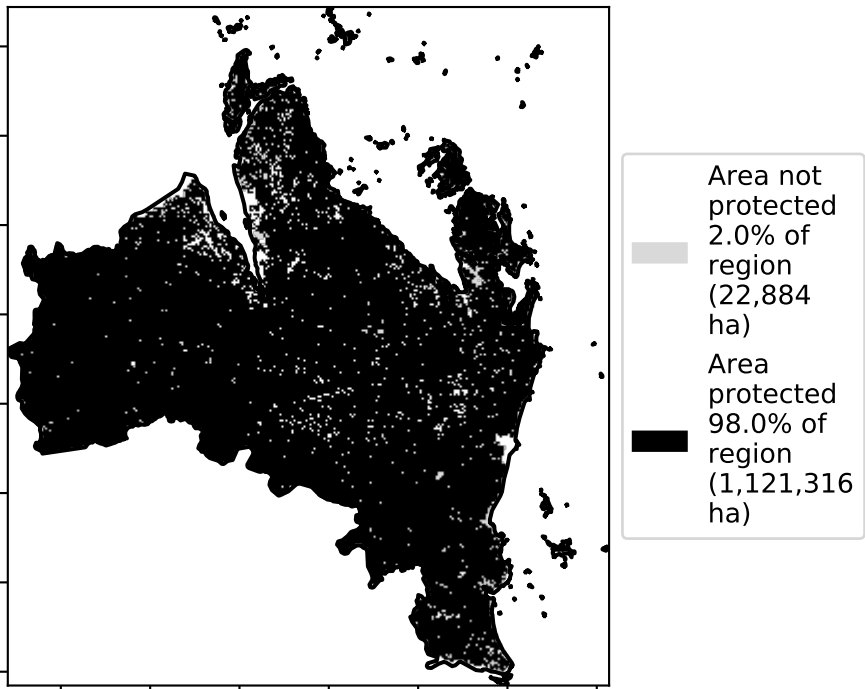 Area not
protected
2.0% of
region
(22,884
ha)
Area
protected
98.0% of
region
(1,121,316
ha)